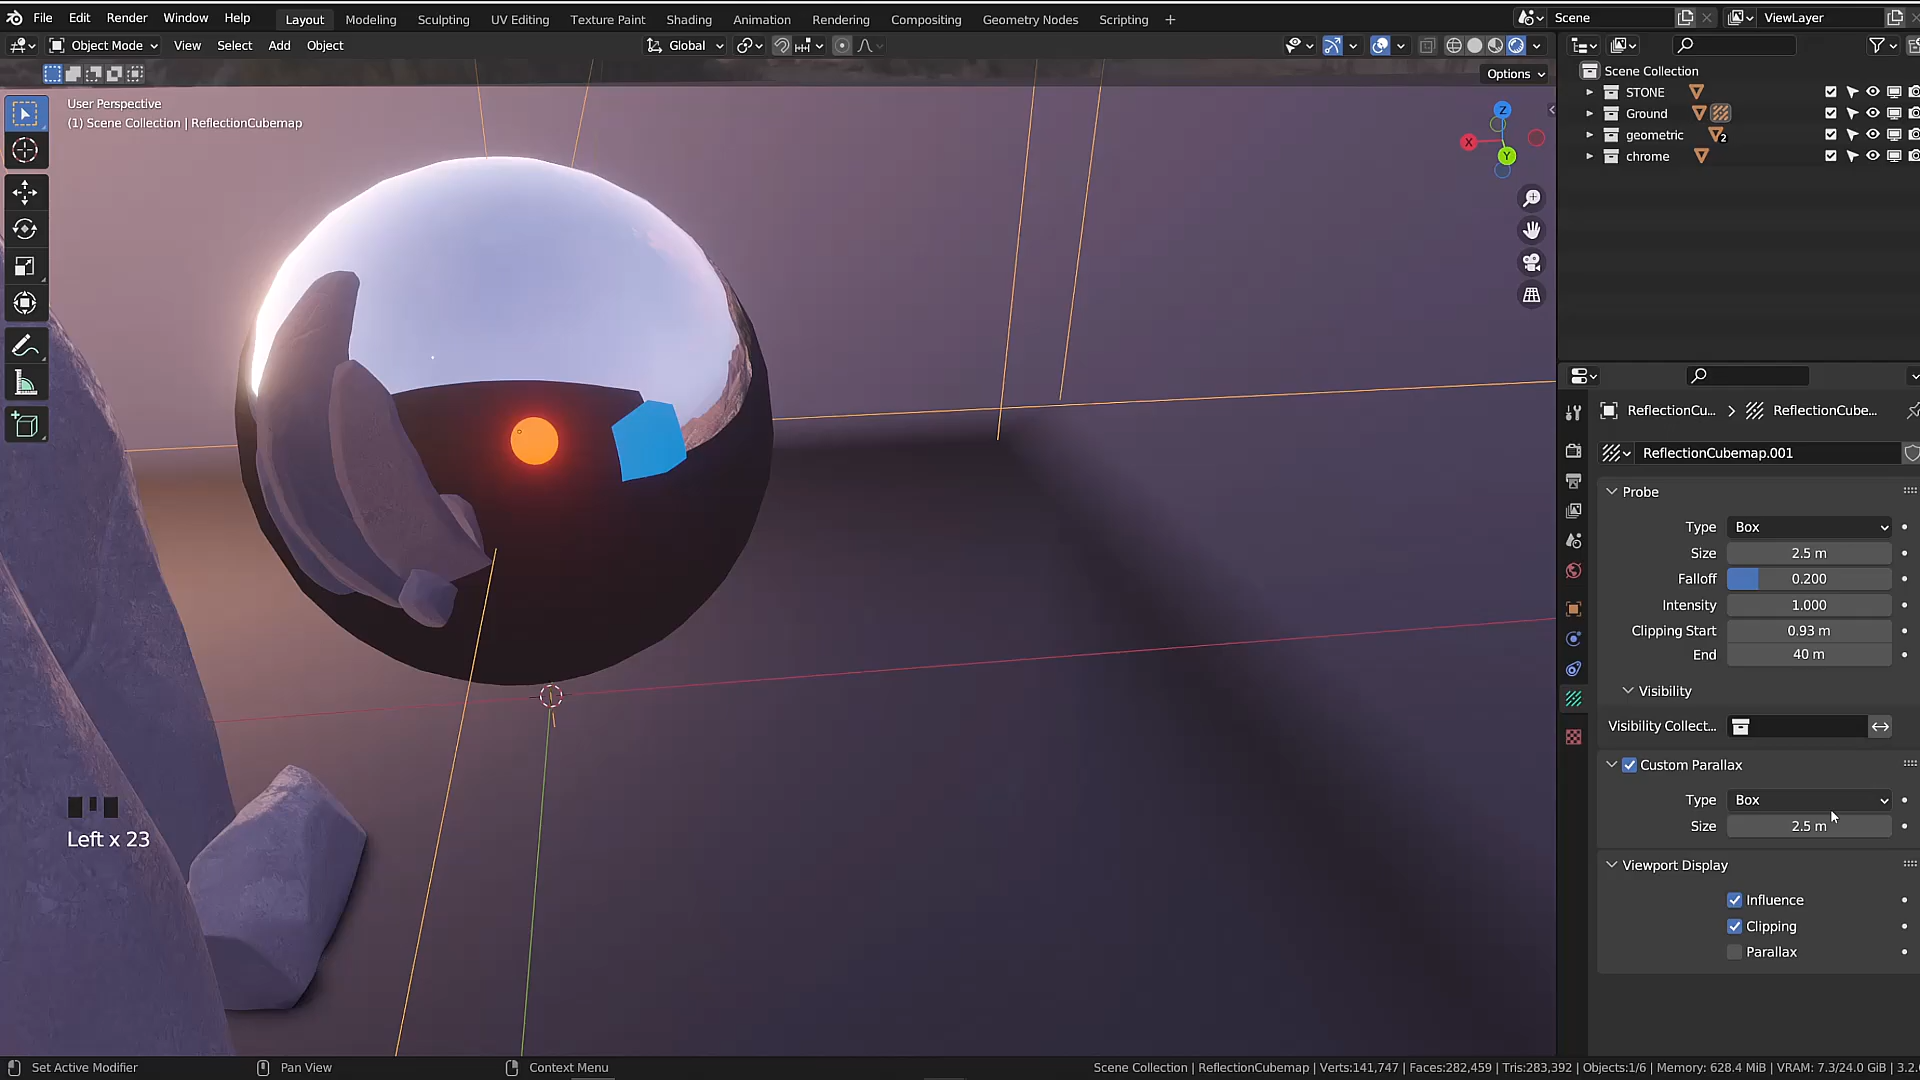 File Edit Render Window Help Layout Modeling Sculpting UV Editing Texture Paint Shading Animation Rendering Compositing Geometry Nodes Scripting + Scene ViewLayer
Object Mode View Select Add Object Global
Options
User Perspective
(1) Scene Collection | ReflectionCubemap
Z
X
Y
Scene Collection
STONE
Ground
geometric 2
chrome
ReflectionCu... ReflectionCube...
ReflectionCubemap.001
Probe
Type Box
Size 2.5 m
Falloff 0.200
Intensity 1.000
Clipping Start 0.93 m
End 40 m
Visibility
Visibility Collect...
Custom Parallax
Type Box
Size 2.5 m
Viewport Display
Influence
Clipping
Parallax
Left x 23
Set Active Modifier Pan View Context Menu Scene Collection | ReflectionCubemap | Verts:141,747 | Faces:282,459 | Tris:283,392 | Objects:1/6 | Memory: 628.4 MiB | VRAM: 7.3/24.0 GiB | 3.2.